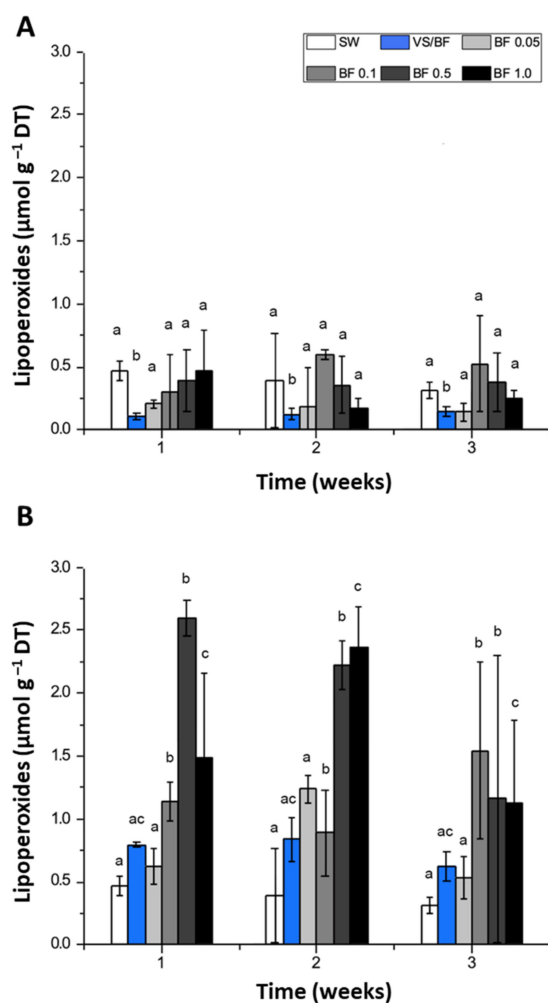 A
SW VS/BF BF 0.05
BF 0.1 BF 0.5 BF 1.0
Lipoperoxides (µmol g⁻¹ DT)
3.0
2.5
2.0
1.5
1.0
0.5
0.0
a b a a a a
a b a a a a
a b a a a a
1 2 3
Time (weeks)
B
Lipoperoxides (µmol g⁻¹ DT)
3.0
2.5
2.0
1.5
1.0
0.5
0.0
a ac a b b c
a ac a b b c
a ac a b b c
1 2 3
Time (weeks)